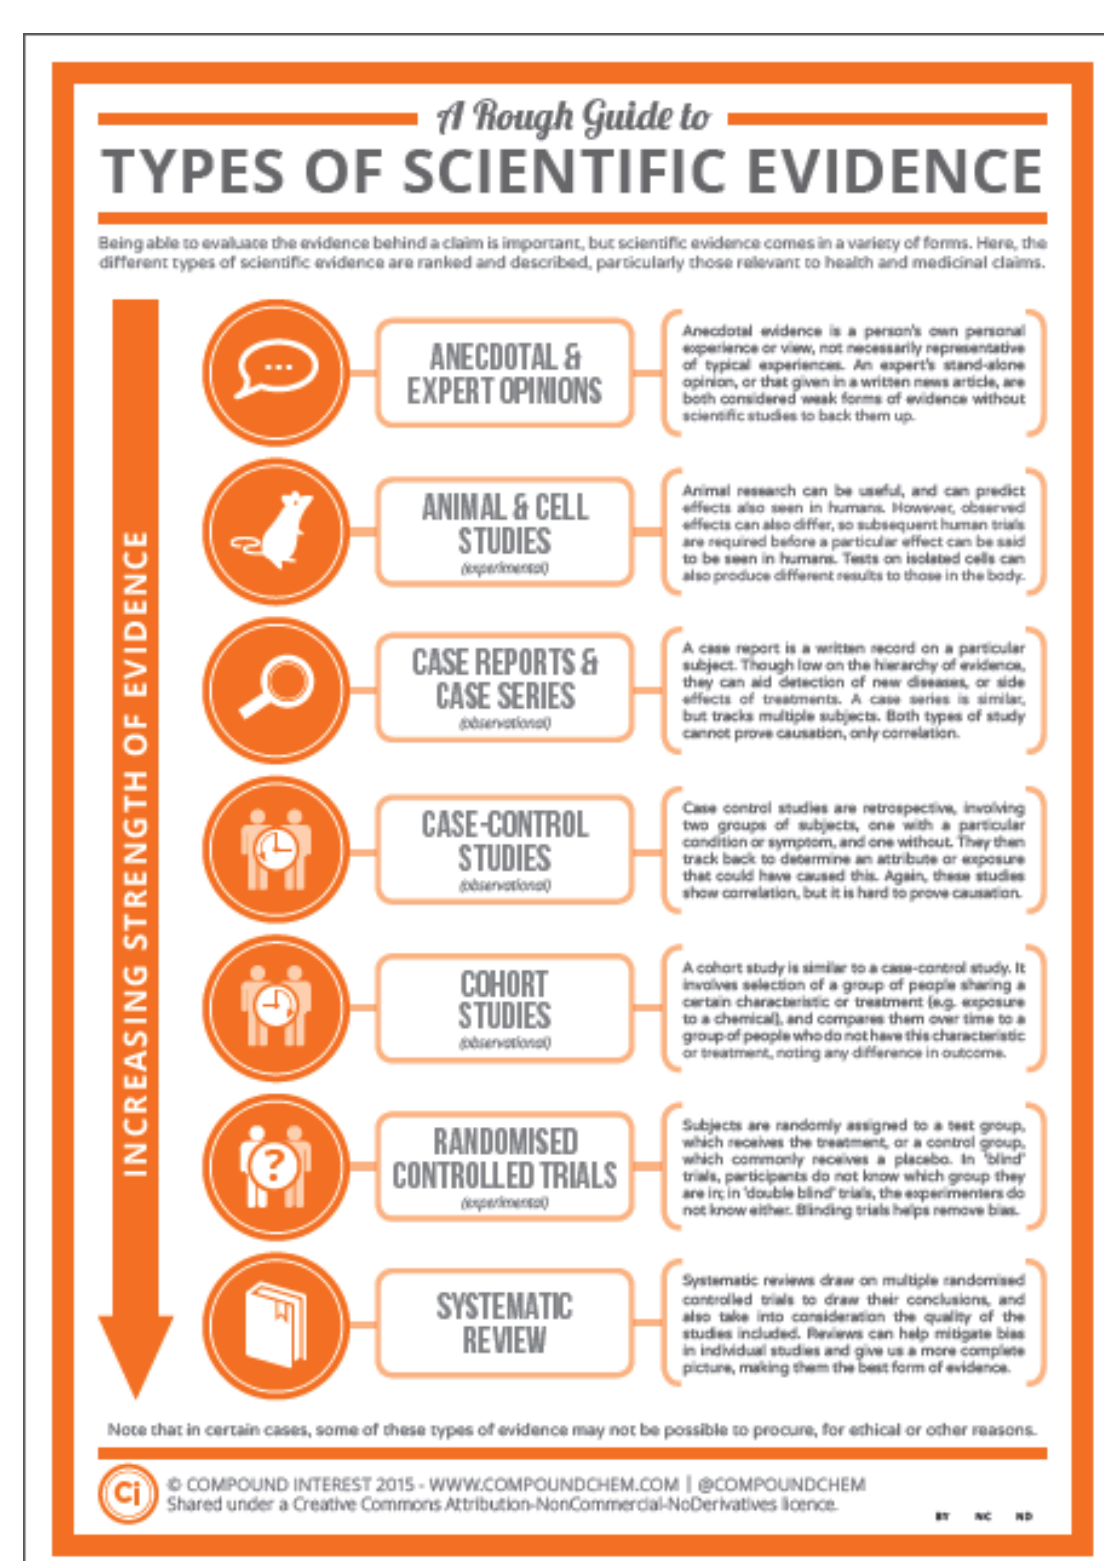 A Rough Guide to
TYPES OF SCIENTIFIC EVIDENCE
Being able to evaluate the evidence behind a claim is important, but scientific evidence comes in a variety of forms. Here, the
different types of scientific evidence are ranked and described, particularly those relevant to health and medicinal claims.
INCREASING STRENGTH OF EVIDENCE
ANECDOTAL &
EXPERT OPINIONS
Anecdotal evidence is a person's own personal
experience or view, not necessarily representative
of typical experiences. An expert's stand-alone
opinion, or that given in a written news article, are
both considered weak forms of evidence without
scientific studies to back them up.
ANIMAL & CELL
STUDIES
(experimental)
Animal research can be useful, and can predict
effects also seen in humans. However, observed
effects can also differ, so subsequent human trials
are required before a particular effect can be said
to be seen in humans. Tests on isolated cells can
also produce different results to those in the body.
CASE REPORTS &
CASE SERIES
(observational)
A case report is a written record on a particular
subject. Though low on the hierarchy of evidence,
they can aid detection of new diseases, or side
effects of treatments. A case series is similar,
but tracks multiple subjects. Both types of study
cannot prove causation, only correlation.
CASE-CONTROL
STUDIES
(observational)
Case control studies are retrospective, involving
two groups of subjects, one with a particular
condition or symptom, and one without. They then
track back to determine an attribute or exposure
that could have caused this. Again, these studies
show correlation, but it is hard to prove causation.
COHORT
STUDIES
(observational)
A cohort study is similar to a case-control study. It
involves selection of a group of people sharing a
certain characteristic or treatment (e.g. exposure
to a chemical), and compares them over time to a
group of people who do not have this characteristic
or treatment, noting any difference in outcome.
?
RANDOMISED
CONTROLLED TRIALS
(experimental)
Subjects are randomly assigned to a test group,
which receives the treatment, or a control group,
which commonly receives a placebo. In 'blind'
trials, participants do not know which group they
are in; in 'double blind' trials, the experimenters do
not know either. Blinding trials helps remove bias.
SYSTEMATIC
REVIEW
Systematic reviews draw on multiple randomised
controlled trials to draw their conclusions, and
also take into consideration the quality of the
studies included. Reviews can help mitigate bias
in individual studies and give us a more complete
picture, making them the best form of evidence.
Note that in certain cases, some of these types of evidence may not be possible to procure, for ethical or other reasons.
Ci
© COMPOUND INTEREST 2015 - WWW.COMPOUNDCHEM.COM | @COMPOUNDCHEM
Shared under a Creative Commons Attribution-NonCommercial-NoDerivatives licence.
BY NC ND